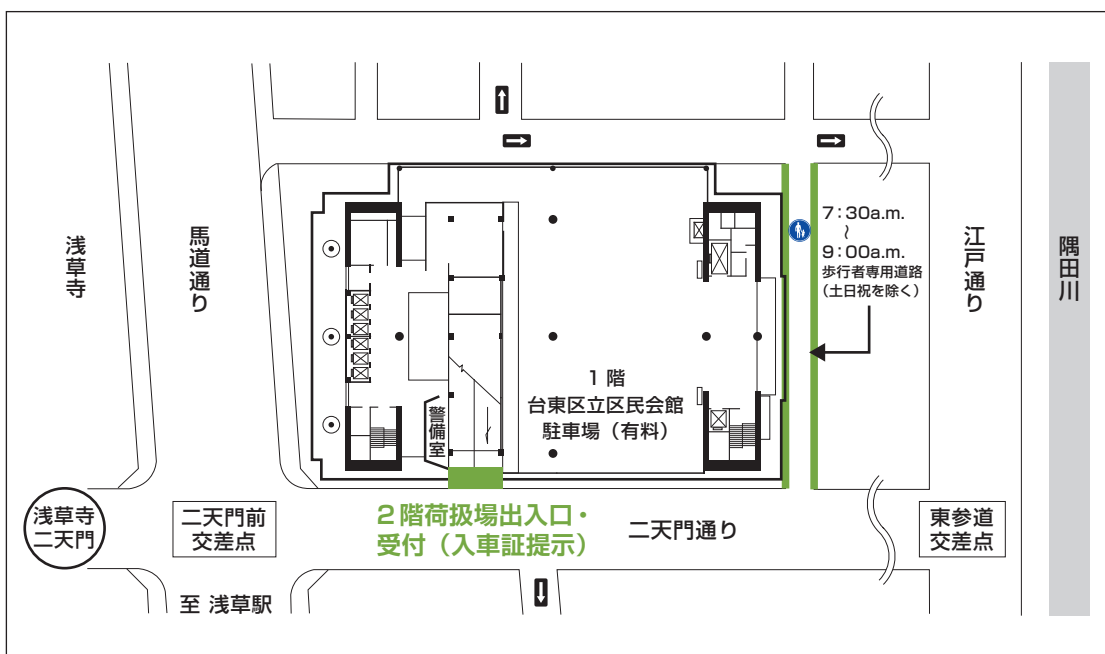 浅草寺
馬道通り
7：30a.m.
〜
9：00a.m.
歩行者専用道路
（土日祝を除く）
江戸通り
隅田川
1 階
台東区立区民会館
駐車場（有料）
警備室
浅草寺
二天門
二天門前
交差点
2階荷扱場出入口・
受付（入車証提示）
二天門通り
東参道
交差点
至 浅草駅